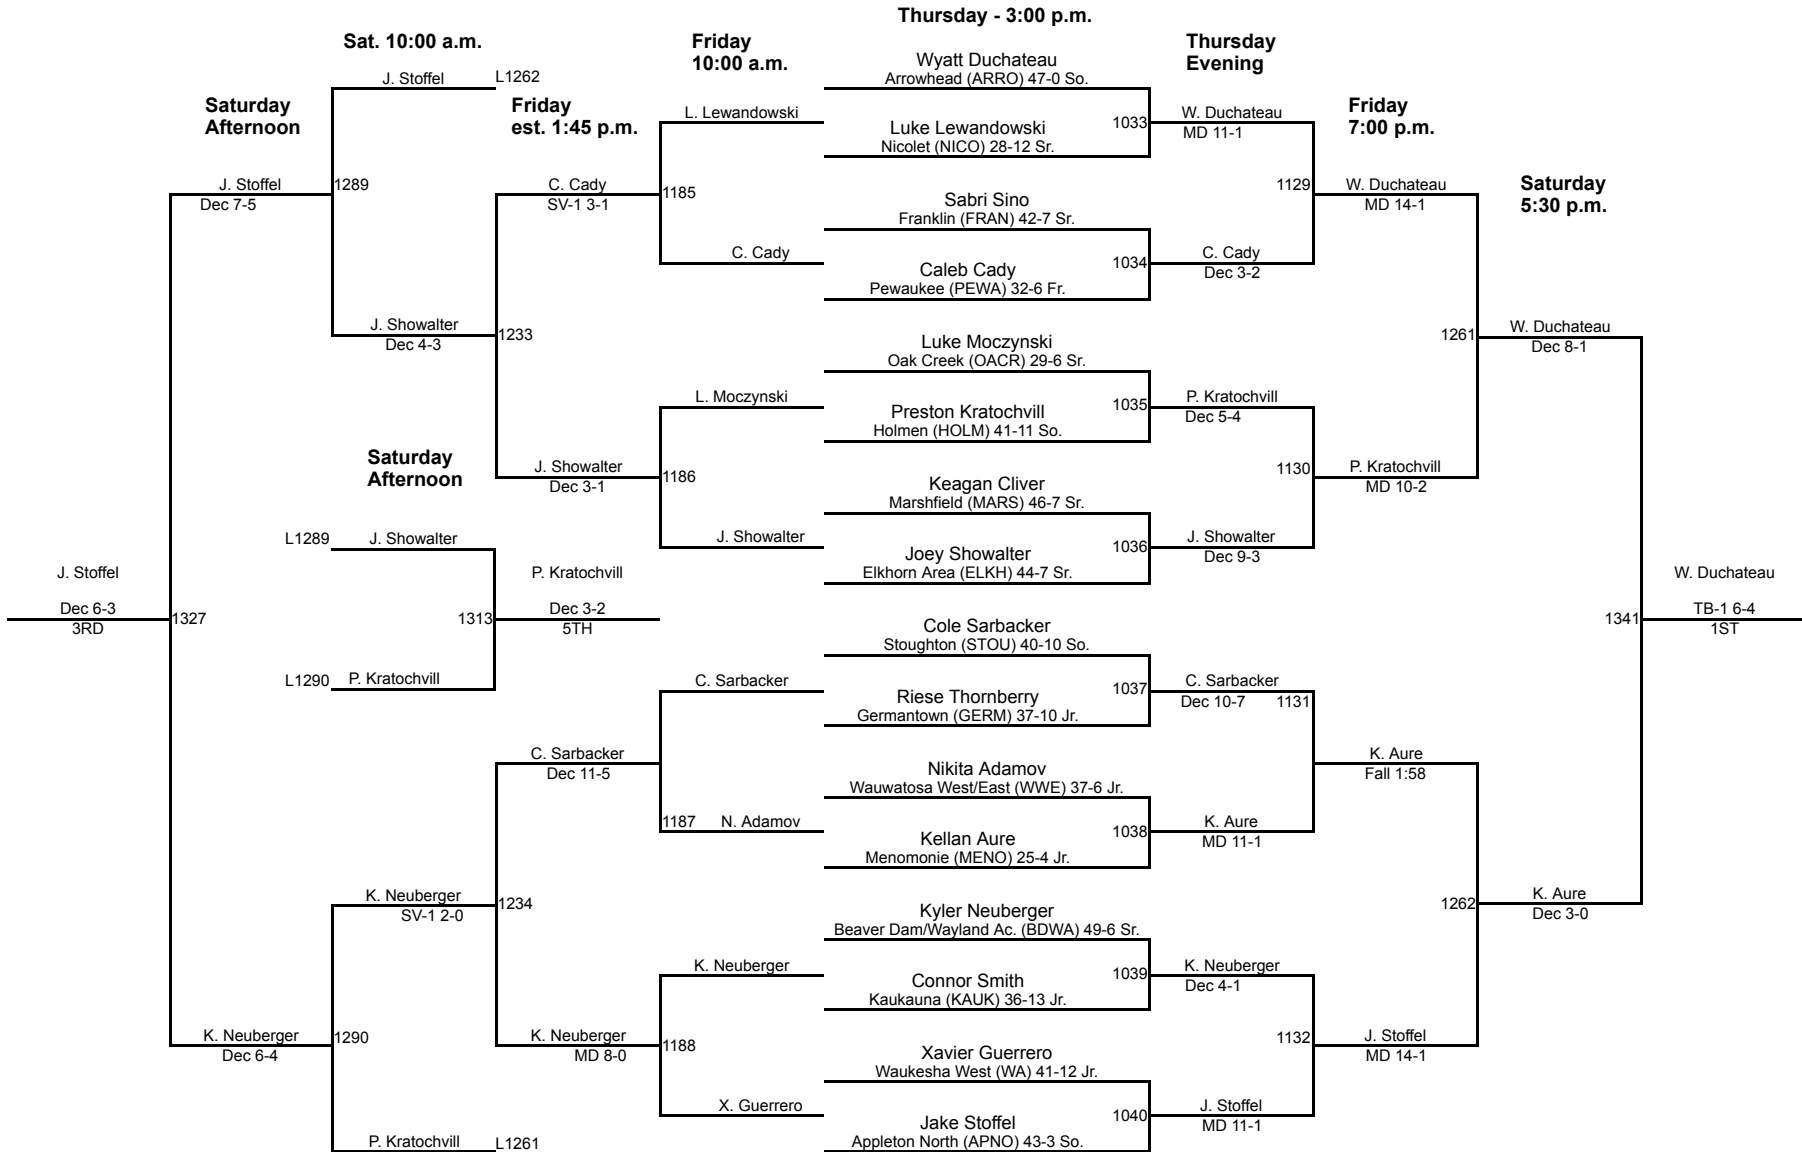 Thursday - 3:00 p.m.
Sat. 10:00 a.m.
Friday
10:00 a.m.
Thursday
Evening
Saturday
Afternoon
Friday
est. 1:45 p.m.
Friday
7:00 p.m.
Saturday
5:30 p.m.
Saturday
Afternoon
Wyatt Duchateau
Arrowhead (ARRO) 47-0 So.
1033
Luke Lewandowski
Nicolet (NICO) 28-12 Sr.
Sabri Sino
Franklin (FRAN) 42-7 Sr.
1034
Caleb Cady
Pewaukee (PEWA) 32-6 Fr.
Luke Moczynski
Oak Creek (OACR) 29-6 Sr.
1035
Preston Kratochvill
Holmen (HOLM) 41-11 So.
Keagan Cliver
Marshfield (MARS) 46-7 Sr.
1036
Joey Showalter
Elkhorn Area (ELKH) 44-7 Sr.
Cole Sarbacker
Stoughton (STOU) 40-10 So.
1037
Riese Thornberry
Germantown (GERM) 37-10 Jr.
Nikita Adamov
Wauwatosa West/East (WWE) 37-6 Jr.
1038
Kellan Aure
Menomonie (MENO) 25-4 Jr.
Kyler Neuberger
Beaver Dam/Wayland Ac. (BDWA) 49-6 Sr.
1039
Connor Smith
Kaukauna (KAUK) 36-13 Jr.
Xavier Guerrero
Waukesha West (WA) 41-12 Jr.
1040
Jake Stoffel
Appleton North (APNO) 43-3 So.
W. Duchateau
MD 11-1
1129
C. Cady
Dec 3-2
P. Kratochvill
Dec 5-4
1130
J. Showalter
Dec 9-3
C. Sarbacker
Dec 10-7
1131
K. Aure
MD 11-1
K. Neuberger
Dec 4-1
1132
J. Stoffel
MD 11-1
W. Duchateau
MD 14-1
1261
P. Kratochvill
MD 10-2
K. Aure
Fall 1:58
1262
J. Stoffel
MD 14-1
W. Duchateau
Dec 8-1
1341
K. Aure
Dec 3-0
W. Duchateau
TB-1 6-4
1ST
L. Lewandowski
1185
C. Cady
L. Moczynski
1186
J. Showalter
C. Sarbacker
1187
N. Adamov
K. Neuberger
1188
X. Guerrero
C. Cady
SV-1 3-1
1233
J. Showalter
Dec 3-1
C. Sarbacker
Dec 11-5
1234
K. Neuberger
MD 8-0
J. Stoffel
L1262
1289
J. Showalter
Dec 4-3
K. Neuberger
SV-1 2-0
1290
P. Kratochvill
L1261
J. Stoffel
Dec 7-5
1327
K. Neuberger
Dec 6-4
J. Stoffel
Dec 6-3
3RD
L1289
J. Showalter
1313
L1290
P. Kratochvill
P. Kratochvill
Dec 3-2
5TH